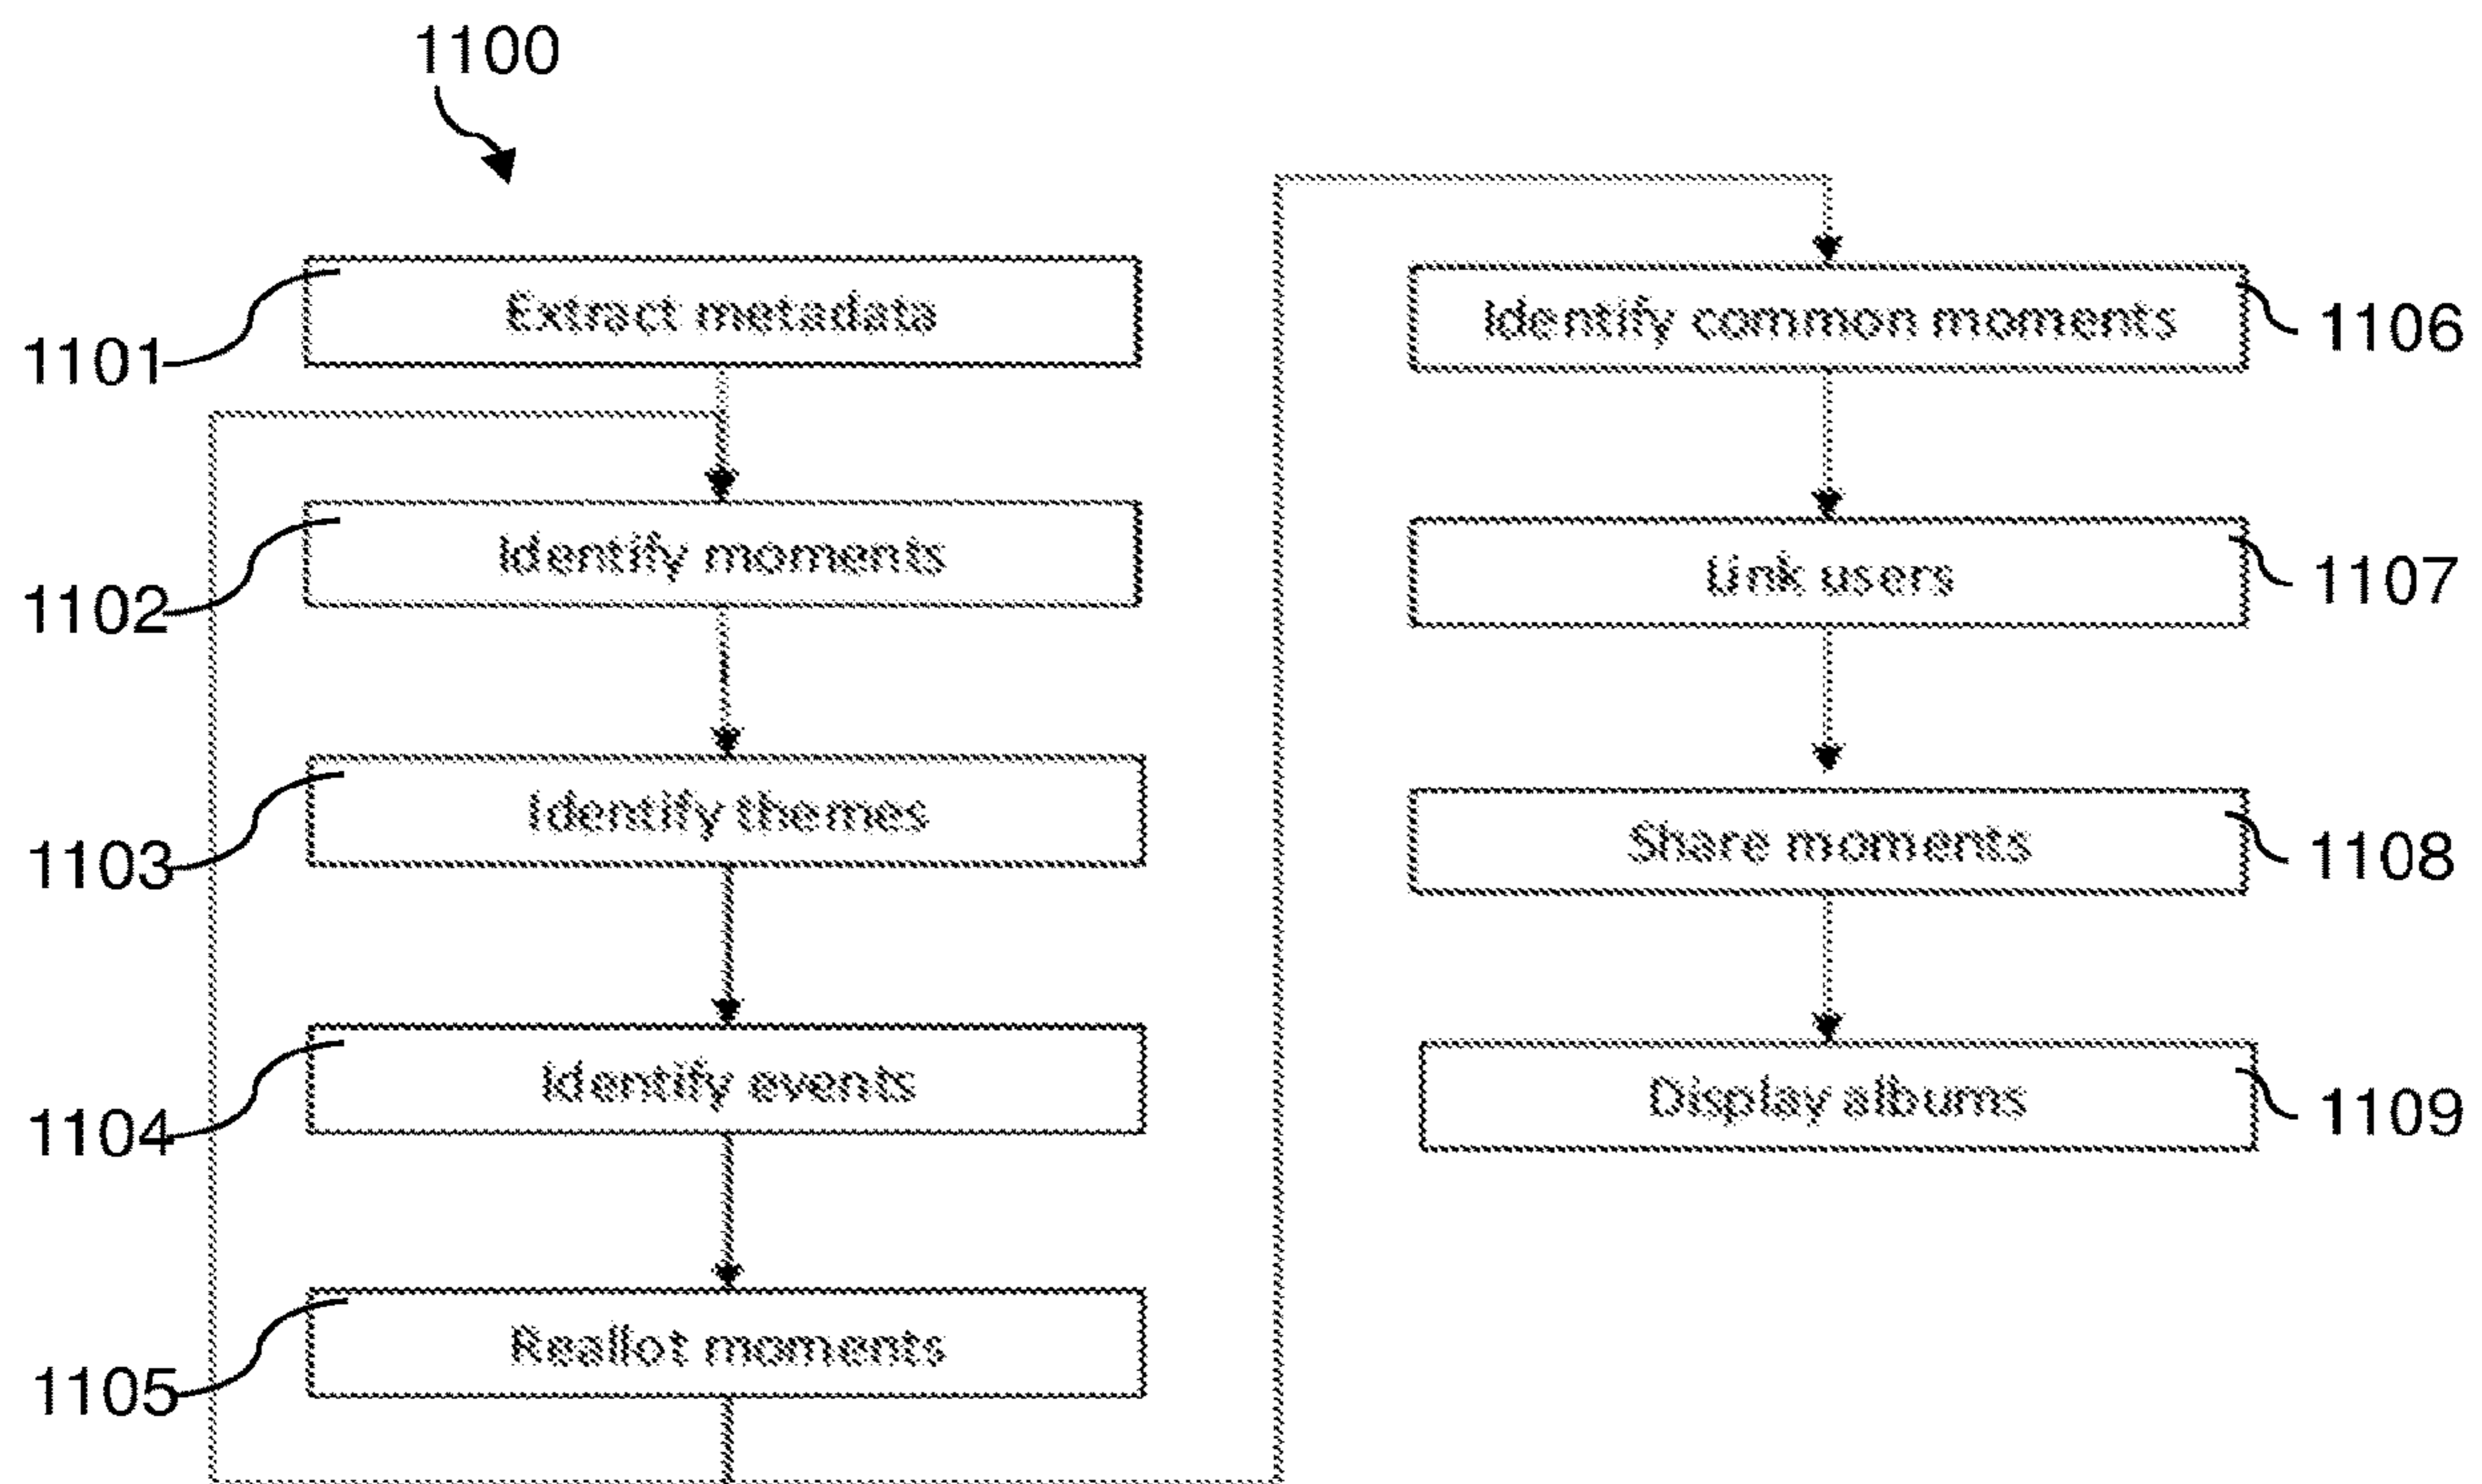 1100
Extract metadata
1101
Identify moments
1102
Identify themes
1103
Identify events
1104
Reallot moments
1105
Identify common moments
1106
Link users
1107
Share moments
1108
Display albums
1109